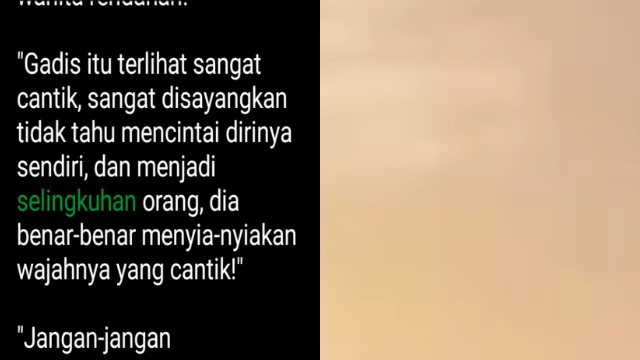 "Gadis itu terlihat sangat
cantik, sangat disayangkan
tidak tahu mencintai dirinya
sendiri, dan menjadi
selingkuhan orang, dia
benar-benar menyia-nyiakan
wajahnya yang cantik!"
"Jangan-jangan